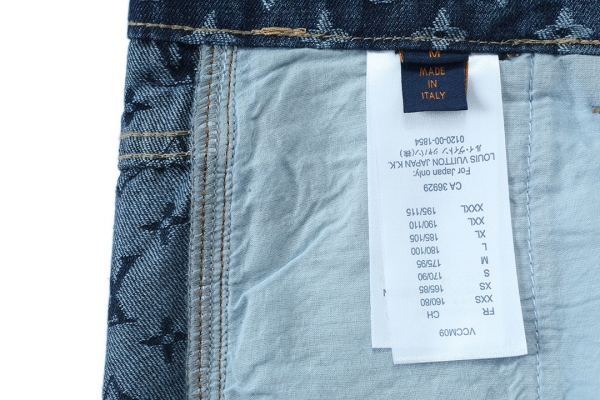 M
MADE
IN
ITALY
VCCM09
FR CH
XXS 160/80
XS 165/85
S 170/90
M 175/95
L 180/100
XL 185/105
XXL 190/110
XXXL 195/115
CA 36929
For Japan only:
LOUIS VUITTON JAPAN K.K.
ルイ・ヴィトン ジャパン(株)
0120-00-1854